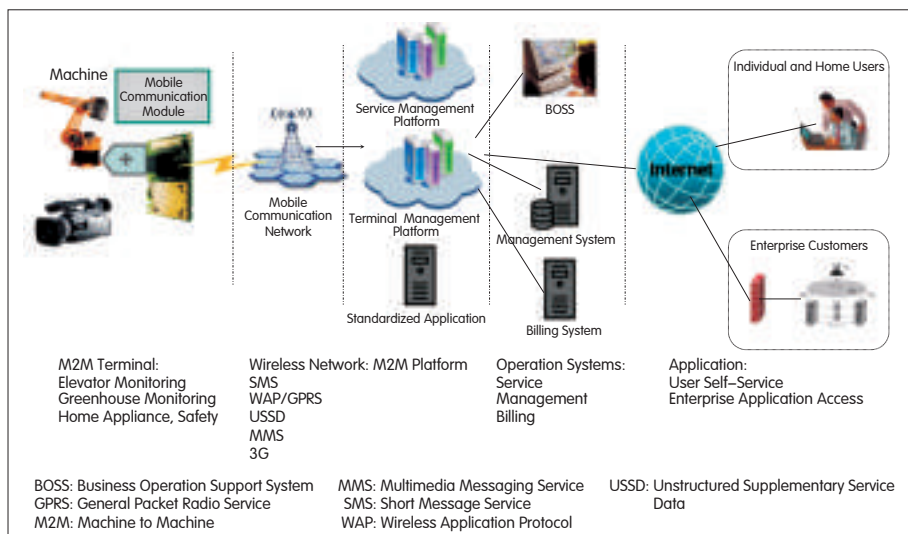 Machine
Mobile
Communication
Module
Mobile
Communication
Network
Service Management
Platform
Terminal Management
Platform
Standardized Application
BOSS
Management System
Billing System
Internet
Individual and Home Users
Enterprise Customers
M2M Terminal:
Elevator Monitoring
Greenhouse Monitoring
Home Appliance, Safety
Wireless Network:
SMS
WAP/GPRS
USSD
MMS
3G
M2M Platform
Operation Systems:
Service
Management
Billing
Application:
User Self–Service
Enterprise Application Access
BOSS: Business Operation Support System
GPRS: General Packet Radio Service
M2M: Machine to Machine
MMS: Multimedia Messaging Service
SMS: Short Message Service
WAP: Wireless Application Protocol
USSD: Unstructured Supplementary Service
Data